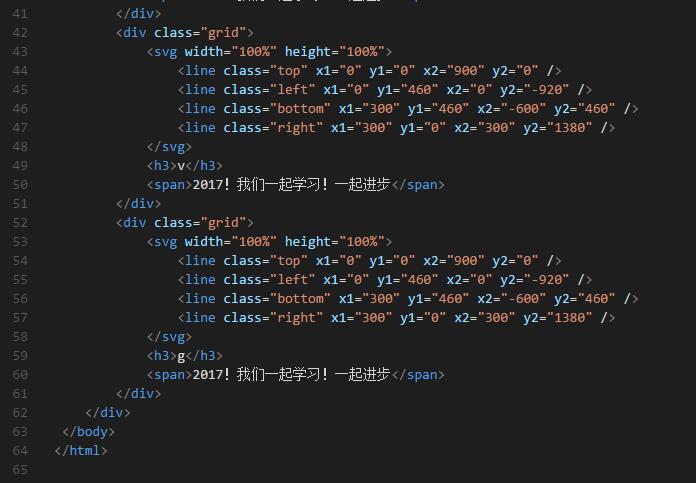 41 </div>
42 <div class="grid">
43 <svg width="100%" height="100%">
44 <line class="top" x1="0" y1="0" x2="900" y2="0" />
45 <line class="left" x1="0" y1="460" x2="0" y2="-920" />
46 <line class="bottom" x1="300" y1="460" x2="-600" y2="460" />
47 <line class="right" x1="300" y1="0" x2="300" y2="1380" />
48 </svg>
49 <h3>v</h3>
50 <span>2017! 我们一起学习! 一起进步</span>
51 </div>
52 <div class="grid">
53 <svg width="100%" height="100%">
54 <line class="top" x1="0" y1="0" x2="900" y2="0" />
55 <line class="left" x1="0" y1="460" x2="0" y2="-920" />
56 <line class="bottom" x1="300" y1="460" x2="-600" y2="460" />
57 <line class="right" x1="300" y1="0" x2="300" y2="1380" />
58 </svg>
59 <h3>g</h3>
60 <span>2017! 我们一起学习! 一起进步</span>
61 </div>
62 </div>
63 </body>
64 </html>
65